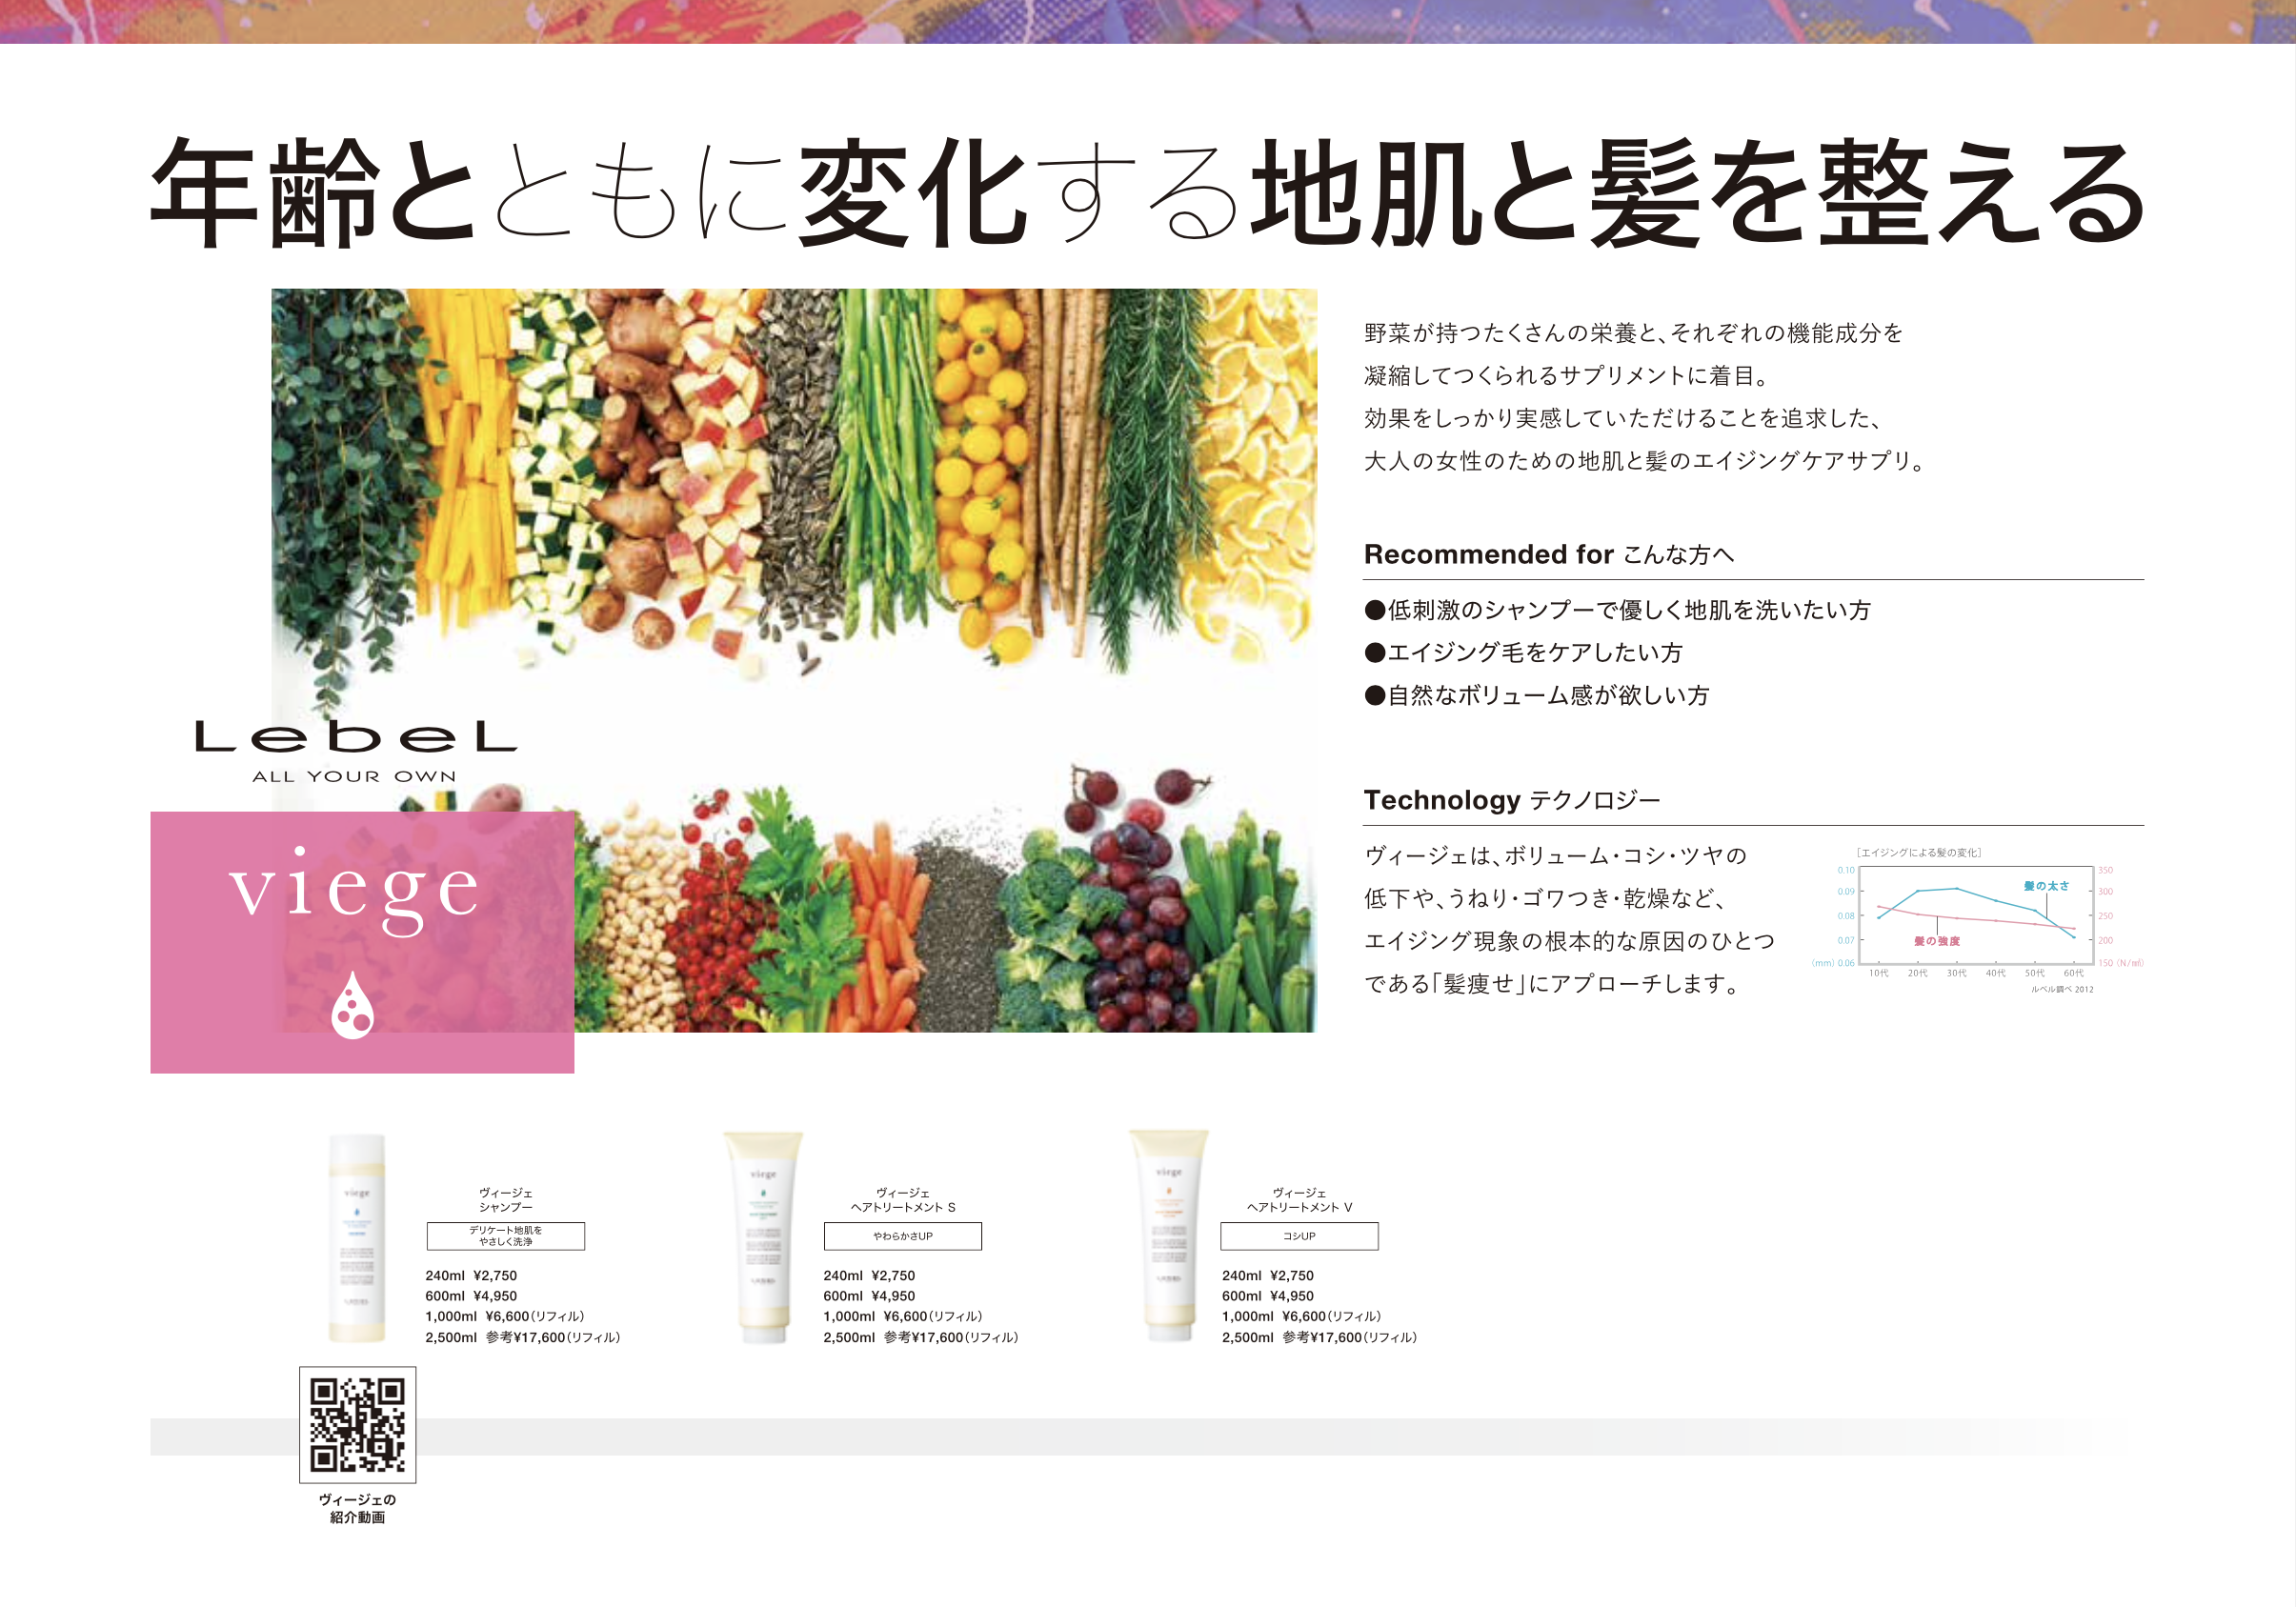 年齢とともに変化する地肌と髪を整える
野菜が持つたくさんの栄養と、それぞれの機能成分を
凝縮してつくられるサプリメントに着目。
効果をしっかり実感していただけることを追求した、
大人の女性のための地肌と髪のエイジングケアサプリ。
Recommended for こんな方へ
●低刺激のシャンプーで優しく地肌を洗いたい方
●エイジング毛をケアしたい方
●自然なボリューム感が欲しい方
LebeL
ALL YOUR OWN
viege
Technology テクノロジー
ヴィージェは、ボリューム・コシ・ツヤの
低下や、うねり・ゴワつき・乾燥など、
エイジング現象の根本的な原因のひとつ
である「髪痩せ」にアプローチします。
［エイジングによる髪の変化］
0.10
0.09
0.08
0.07
(mm) 0.06
350
300
250
200
150 (N/㎟)
髪の太さ
髪の強度
10代 20代 30代 40代 50代 60代
ルベル調べ 2012
viege
ヴィージェ
シャンプー
デリケート地肌を
やさしく洗浄
240ml ¥2,750
600ml ¥4,950
1,000ml ¥6,600(リフィル)
2,500ml 参考¥17,600(リフィル)
viege
ヴィージェ
ヘアトリートメント S
やわらかさUP
240ml ¥2,750
600ml ¥4,950
1,000ml ¥6,600(リフィル)
2,500ml 参考¥17,600(リフィル)
viege
ヴィージェ
ヘアトリートメント V
コシUP
240ml ¥2,750
600ml ¥4,950
1,000ml ¥6,600(リフィル)
2,500ml 参考¥17,600(リフィル)
ヴィージェの
紹介動画